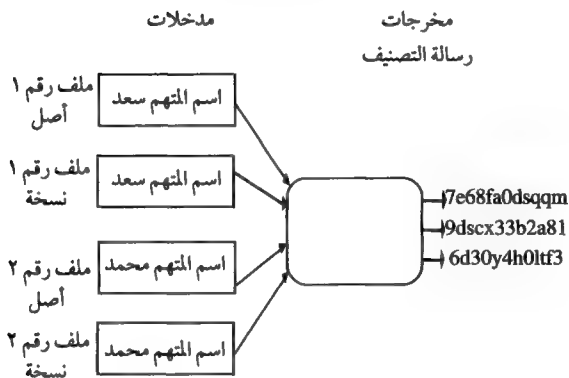 مدخلات
مخرجات
رسالة التصنيف
ملف رقم ١
أصل
اسم المتهم سعد
ملف رقم ١
نسخة
اسم المتهم سعد
ملف رقم ٢
أصل
اسم المتهم محمد
ملف رقم ٢
نسخة
اسم المتهم محمد
7e68fa0dsqqm
9dscx33b2a81
6d30y4h0ltf3